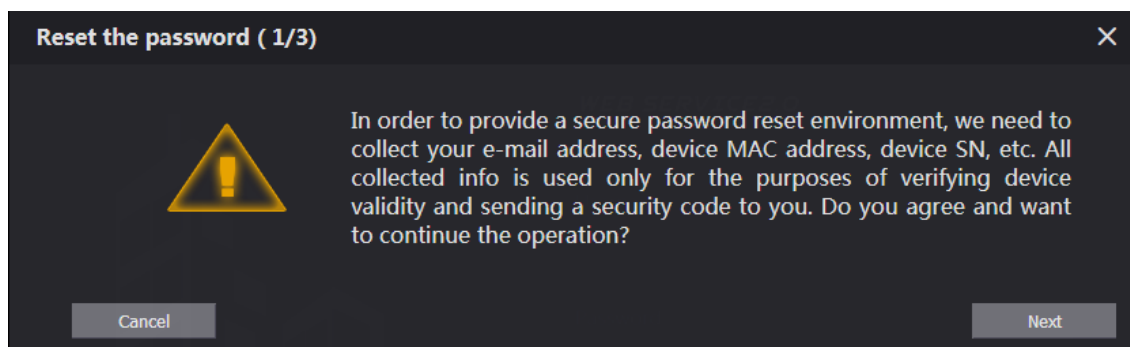 Reset the password ( 1/3)
In order to provide a secure password reset environment, we need to
collect your e-mail address, device MAC address, device SN, etc. All
collected info is used only for the purposes of verifying device
validity and sending a security code to you. Do you agree and want
to continue the operation?
Cancel
Next